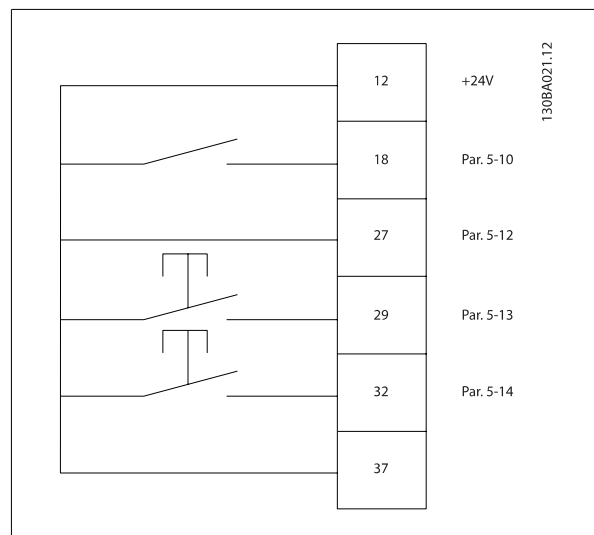 12 +24V
130BA021.12
18 Par. 5-10
27 Par. 5-12
29 Par. 5-13
32 Par. 5-14
37